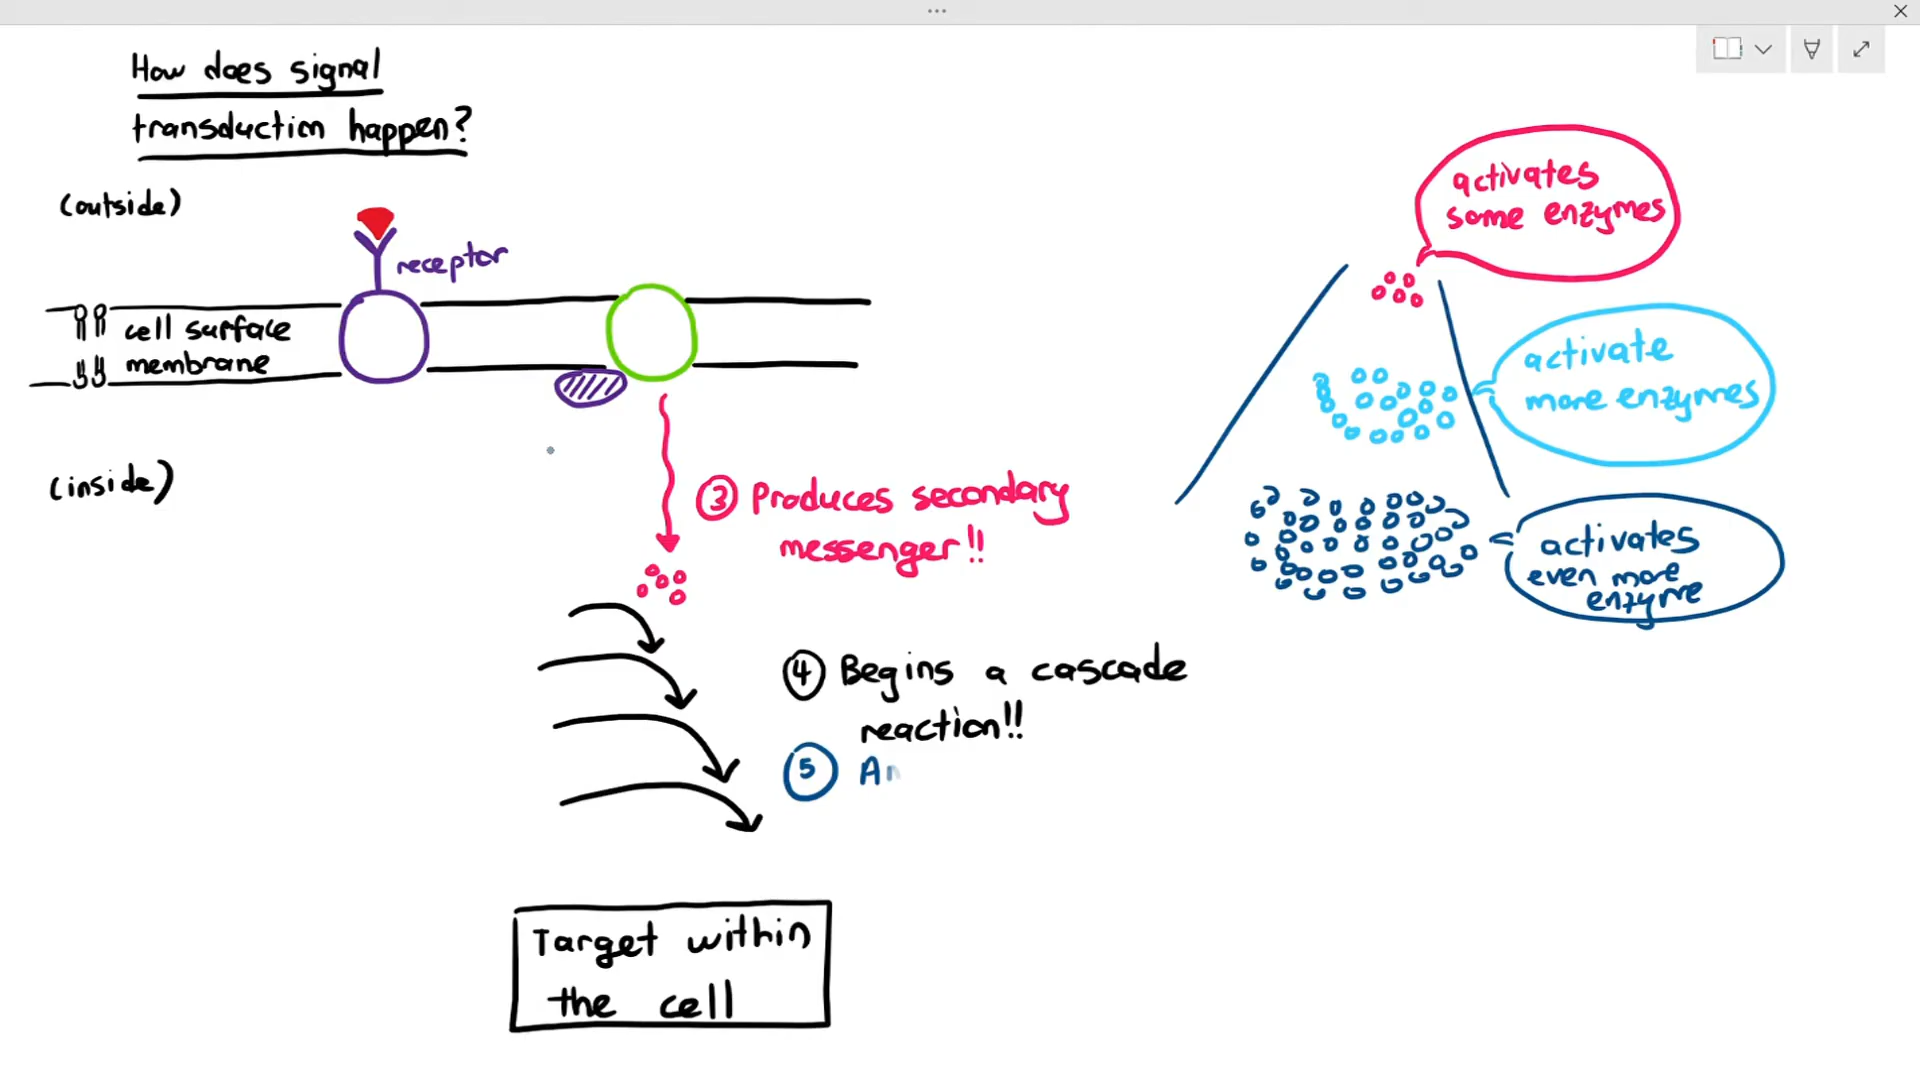 How does signal
transduction happen?
(outside)
receptor
cell surface
membrane
(inside)
③ Produces secondary
messenger!!
④ Begins a cascade
reaction!!
⑤ An
Target within
the cell
activates
some enzymes
activate
more enzymes
activates
even more
enzyme